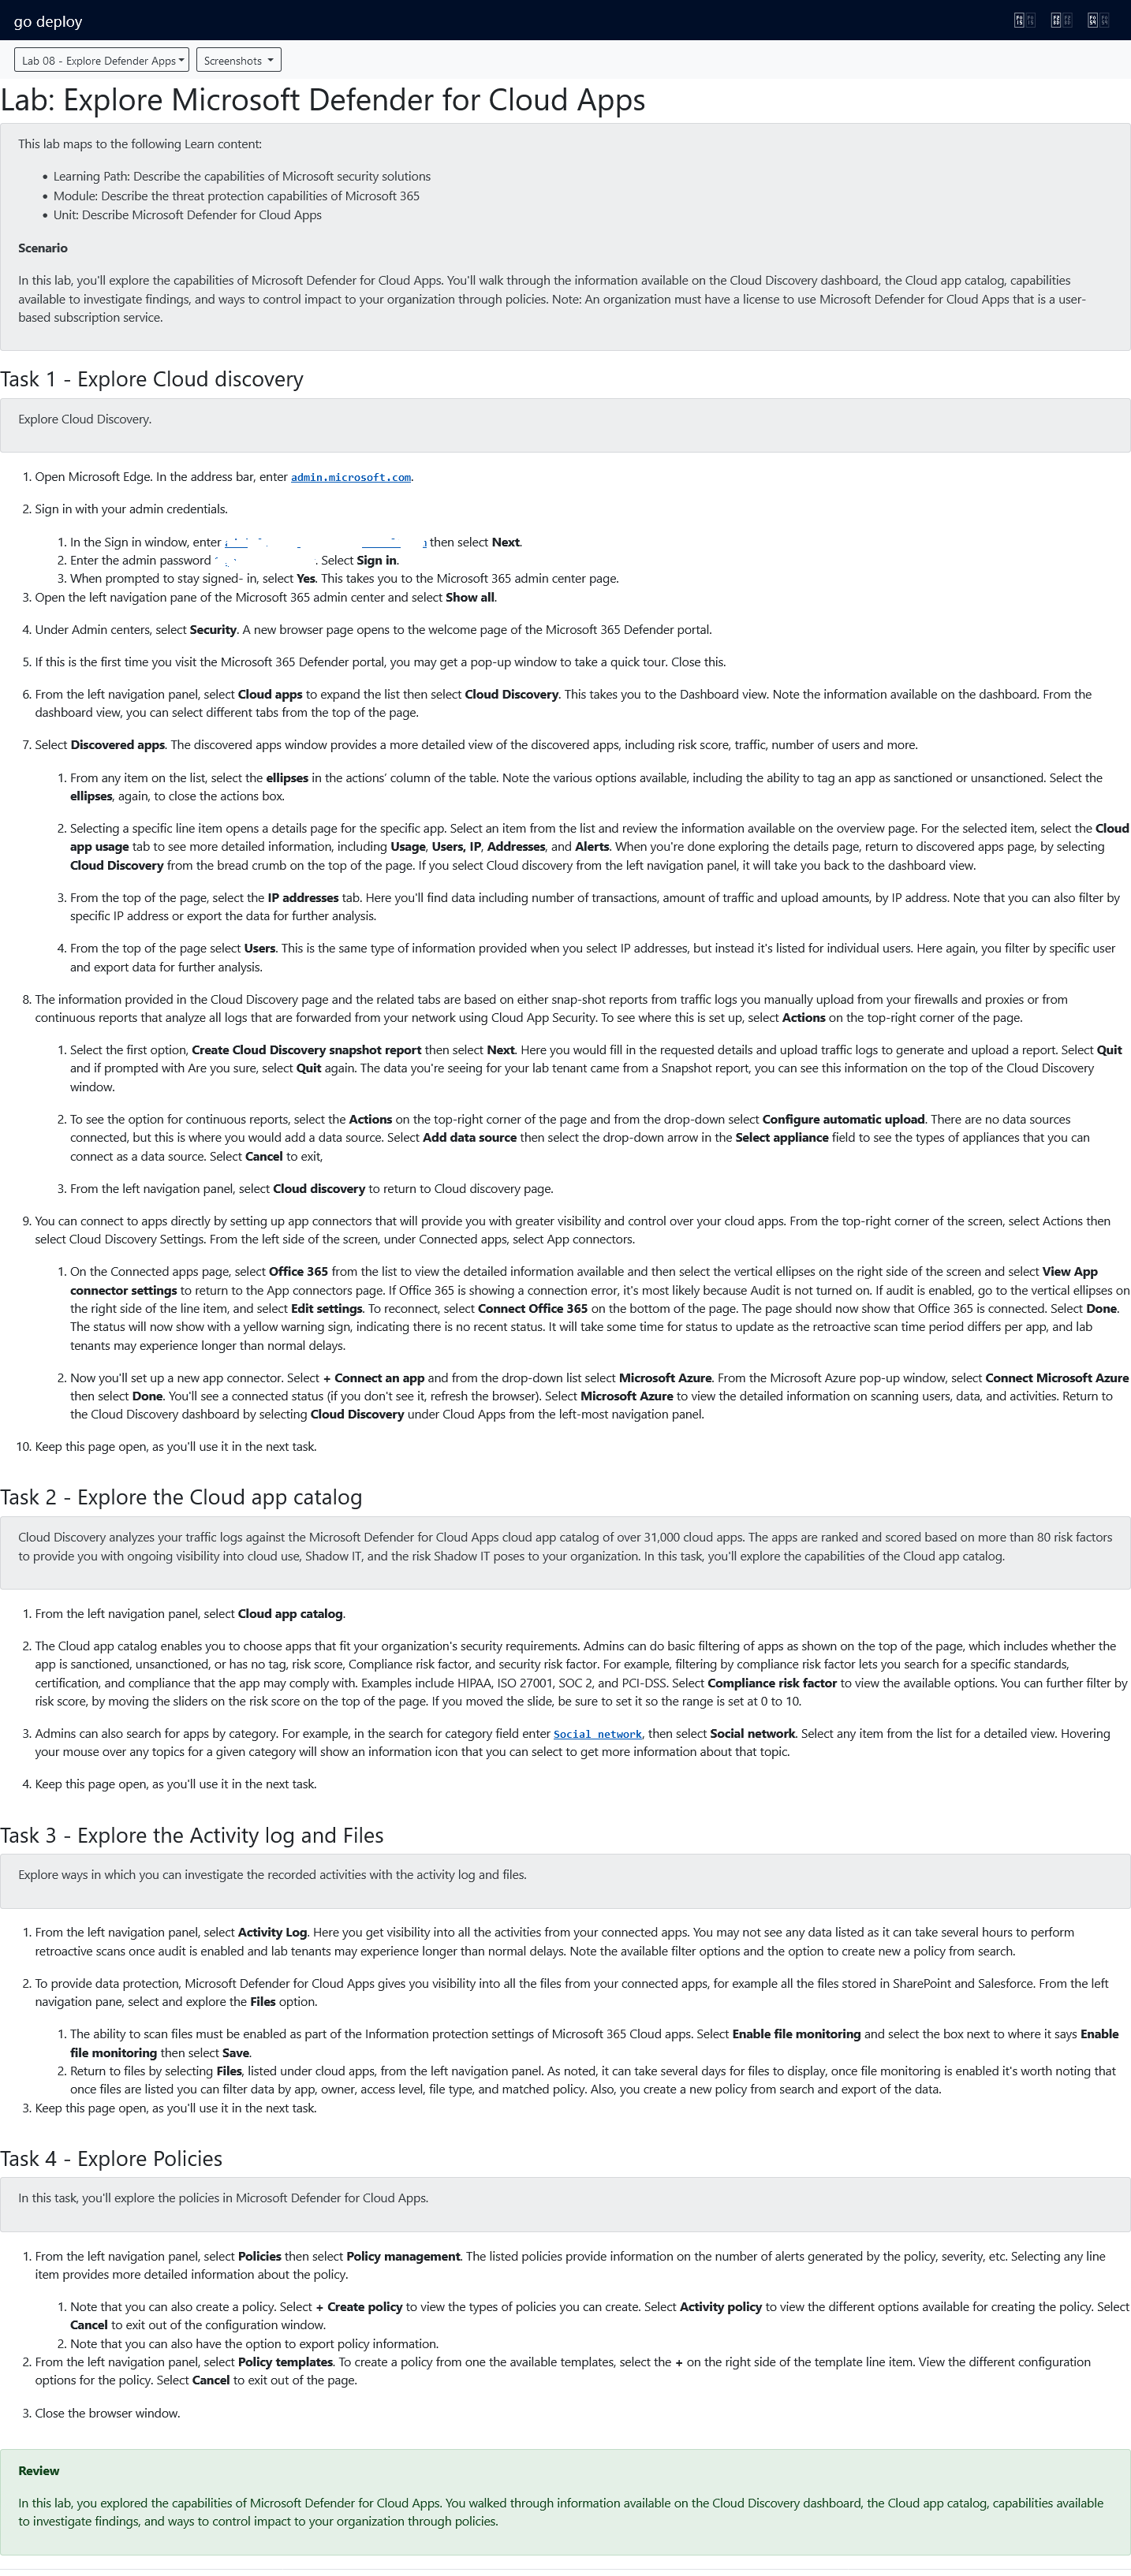 go deploy
Lab 08 - Explore Defender Apps
Screenshots
Lab: Explore Microsoft Defender for Cloud Apps
This lab maps to the following Learn content:
• Learning Path: Describe the capabilities of Microsoft security solutions
• Module: Describe the threat protection capabilities of Microsoft 365
• Unit: Describe Microsoft Defender for Cloud Apps
Scenario
In this lab, you'll explore the capabilities of Microsoft Defender for Cloud Apps. You'll walk through the information available on the Cloud Discovery dashboard, the Cloud app catalog, capabilities
available to investigate findings, and ways to control impact to your organization through policies. Note: An organization must have a license to use Microsoft Defender for Cloud Apps that is a user-
based subscription service.
Task 1 - Explore Cloud discovery
Explore Cloud Discovery.
1. Open Microsoft Edge. In the address bar, enter admin.microsoft.com.
2. Sign in with your admin credentials.
1. In the Sign in window, enter then select Next.
2. Enter the admin password . Select Sign in.
3. When prompted to stay signed- in, select Yes. This takes you to the Microsoft 365 admin center page.
3. Open the left navigation pane of the Microsoft 365 admin center and select Show all.
4. Under Admin centers, select Security. A new browser page opens to the welcome page of the Microsoft 365 Defender portal.
5. If this is the first time you visit the Microsoft 365 Defender portal, you may get a pop-up window to take a quick tour. Close this.
6. From the left navigation panel, select Cloud apps to expand the list then select Cloud Discovery. This takes you to the Dashboard view. Note the information available on the dashboard. From the
dashboard view, you can select different tabs from the top of the page.
7. Select Discovered apps. The discovered apps window provides a more detailed view of the discovered apps, including risk score, traffic, number of users and more.
1. From any item on the list, select the ellipses in the actions’ column of the table. Note the various options available, including the ability to tag an app as sanctioned or unsanctioned. Select the
ellipses, again, to close the actions box.
2. Selecting a specific line item opens a details page for the specific app. Select an item from the list and review the information available on the overview page. For the selected item, select the Cloud
app usage tab to see more detailed information, including Usage, Users, IP, Addresses, and Alerts. When you're done exploring the details page, return to discovered apps page, by selecting
Cloud Discovery from the bread crumb on the top of the page. If you select Cloud discovery from the left navigation panel, it will take you back to the dashboard view.
3. From the top of the page, select the IP addresses tab. Here you'll find data including number of transactions, amount of traffic and upload amounts, by IP address. Note that you can also filter by
specific IP address or export the data for further analysis.
4. From the top of the page select Users. This is the same type of information provided when you select IP addresses, but instead it's listed for individual users. Here again, you filter by specific user
and export data for further analysis.
8. The information provided in the Cloud Discovery page and the related tabs are based on either snap-shot reports from traffic logs you manually upload from your firewalls and proxies or from
continuous reports that analyze all logs that are forwarded from your network using Cloud App Security. To see where this is set up, select Actions on the top-right corner of the page.
1. Select the first option, Create Cloud Discovery snapshot report then select Next. Here you would fill in the requested details and upload traffic logs to generate and upload a report. Select Quit
and if prompted with Are you sure, select Quit again. The data you're seeing for your lab tenant came from a Snapshot report, you can see this information on the top of the Cloud Discovery
window.
2. To see the option for continuous reports, select the Actions on the top-right corner of the page and from the drop-down select Configure automatic upload. There are no data sources
connected, but this is where you would add a data source. Select Add data source then select the drop-down arrow in the Select appliance field to see the types of appliances that you can
connect as a data source. Select Cancel to exit,
3. From the left navigation panel, select Cloud discovery to return to Cloud discovery page.
9. You can connect to apps directly by setting up app connectors that will provide you with greater visibility and control over your cloud apps. From the top-right corner of the screen, select Actions then
select Cloud Discovery Settings. From the left side of the screen, under Connected apps, select App connectors.
1. On the Connected apps page, select Office 365 from the list to view the detailed information available and then select the vertical ellipses on the right side of the screen and select View App
connector settings to return to the App connectors page. If Office 365 is showing a connection error, it's most likely because Audit is not turned on. If audit is enabled, go to the vertical ellipses on
the right side of the line item, and select Edit settings. To reconnect, select Connect Office 365 on the bottom of the page. The page should now show that Office 365 is connected. Select Done.
The status will now show with a yellow warning sign, indicating there is no recent status. It will take some time for status to update as the retroactive scan time period differs per app, and lab
tenants may experience longer than normal delays.
2. Now you'll set up a new app connector. Select + Connect an app and from the drop-down list select Microsoft Azure. From the Microsoft Azure pop-up window, select Connect Microsoft Azure
then select Done. You'll see a connected status (if you don't see it, refresh the browser). Select Microsoft Azure to view the detailed information on scanning users, data, and activities. Return to
the Cloud Discovery dashboard by selecting Cloud Discovery under Cloud Apps from the left-most navigation panel.
10. Keep this page open, as you'll use it in the next task.
Task 2 - Explore the Cloud app catalog
Cloud Discovery analyzes your traffic logs against the Microsoft Defender for Cloud Apps cloud app catalog of over 31,000 cloud apps. The apps are ranked and scored based on more than 80 risk factors
to provide you with ongoing visibility into cloud use, Shadow IT, and the risk Shadow IT poses to your organization. In this task, you'll explore the capabilities of the Cloud app catalog.
1. From the left navigation panel, select Cloud app catalog.
2. The Cloud app catalog enables you to choose apps that fit your organization's security requirements. Admins can do basic filtering of apps as shown on the top of the page, which includes whether the
app is sanctioned, unsanctioned, or has no tag, risk score, Compliance risk factor, and security risk factor. For example, filtering by compliance risk factor lets you search for a specific standards,
certification, and compliance that the app may comply with. Examples include HIPAA, ISO 27001, SOC 2, and PCI-DSS. Select Compliance risk factor to view the available options. You can further filter by
risk score, by moving the sliders on the risk score on the top of the page. If you moved the slide, be sure to set it so the range is set at 0 to 10.
3. Admins can also search for apps by category. For example, in the search for category field enter Social network, then select Social network. Select any item from the list for a detailed view. Hovering
your mouse over any topics for a given category will show an information icon that you can select to get more information about that topic.
4. Keep this page open, as you'll use it in the next task.
Task 3 - Explore the Activity log and Files
Explore ways in which you can investigate the recorded activities with the activity log and files.
1. From the left navigation panel, select Activity Log. Here you get visibility into all the activities from your connected apps. You may not see any data listed as it can take several hours to perform
retroactive scans once audit is enabled and lab tenants may experience longer than normal delays. Note the available filter options and the option to create new a policy from search.
2. To provide data protection, Microsoft Defender for Cloud Apps gives you visibility into all the files from your connected apps, for example all the files stored in SharePoint and Salesforce. From the left
navigation pane, select and explore the Files option.
1. The ability to scan files must be enabled as part of the Information protection settings of Microsoft 365 Cloud apps. Select Enable file monitoring and select the box next to where it says Enable
file monitoring then select Save.
2. Return to files by selecting Files, listed under cloud apps, from the left navigation panel. As noted, it can take several days for files to display, once file monitoring is enabled it's worth noting that
once files are listed you can filter data by app, owner, access level, file type, and matched policy. Also, you create a new policy from search and export of the data.
3. Keep this page open, as you'll use it in the next task.
Task 4 - Explore Policies
In this task, you'll explore the policies in Microsoft Defender for Cloud Apps.
1. From the left navigation panel, select Policies then select Policy management. The listed policies provide information on the number of alerts generated by the policy, severity, etc. Selecting any line
item provides more detailed information about the policy.
1. Note that you can also create a policy. Select + Create policy to view the types of policies you can create. Select Activity policy to view the different options available for creating the policy. Select
Cancel to exit out of the configuration window.
2. Note that you can also have the option to export policy information.
2. From the left navigation panel, select Policy templates. To create a policy from one the available templates, select the + on the right side of the template line item. View the different configuration
options for the policy. Select Cancel to exit out of the page.
3. Close the browser window.
Review
In this lab, you explored the capabilities of Microsoft Defender for Cloud Apps. You walked through information available on the Cloud Discovery dashboard, the Cloud app catalog, capabilities available
to investigate findings, and ways to control impact to your organization through policies.